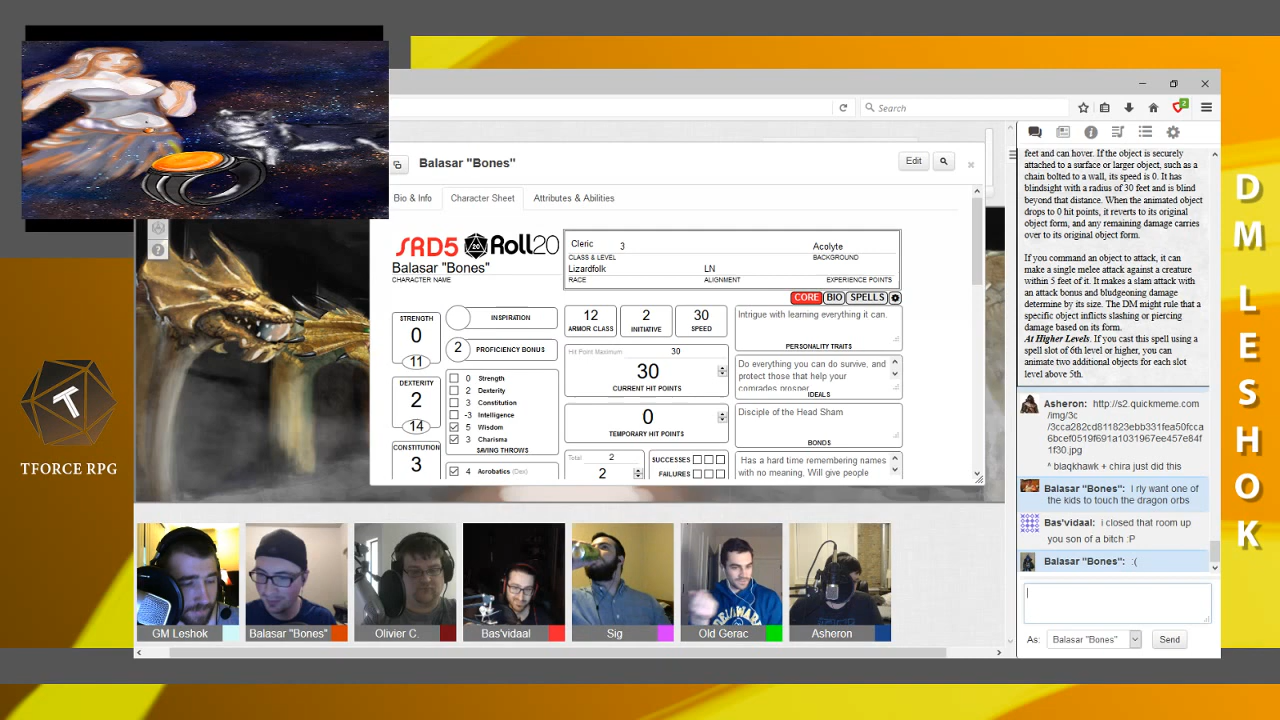 Search
2
Balasar "Bones"
Edit
Bio & Info
Character Sheet
Attributes & Abilities
SRD5 Roll20
20
Balasar "Bones"
CHARACTER NAME
Cleric 3 Acolyte
CLASS & LEVEL BACKGROUND
Lizardfolk LN
RACE ALIGNMENT EXPERIENCE POINTS
CORE BIO SPELLS
STRENGTH
0
11
DEXTERITY
2
14
CONSTITUTION
3
INSPIRATION
2 PROFICIENCY BONUS
0 Strength
2 Dexterity
3 Constitution
-3 Intelligence
5 Wisdom
3 Charisma
SAVING THROWS
4 Acrobatics (Dex)
12
ARMOR CLASS
2
INITIATIVE
30
SPEED
Hit Point Maximum 30
30
CURRENT HIT POINTS
0
TEMPORARY HIT POINTS
Total 2
2
SUCCESSES
FAILURES
Intrigue with learning everything it can.
PERSONALITY TRAITS
Do everything you can do survive, and
protect those that help your
comrades prosper
IDEALS
Disciple of the Head Sham
BONDS
Has a hard time remembering names
with no meaning, Will give people
feet and can hover. If the object is securely
attached to a surface or larger object, such as a
chain bolted to a wall, its speed is 0. It has
blindsight with a radius of 30 feet and is blind
beyond that distance. When the animated object
drops to 0 hit points, it reverts to its original
object form, and any remaining damage carries
over to its original object form.
If you command an object to attack, it can
make a single melee attack against a creature
within 5 feet of it. It makes a slam attack with
an attack bonus and bludgeoning damage
determine by its size. The DM might rule that a
specific object inflicts slashing or piercing
damage based on its form.
At Higher Levels. If you cast this spell using a
spell slot of 6th level or higher, you can
animate two additional objects for each slot
level above 5th.
Asheron: http://s2.quickmeme.com
/img/3c
/3cca282cd811823ebb331fea50fcca
6bcef0519f691a1031967ee457e84f
1f30.jpg
^ blaqkhawk + chira just did this
Balasar "Bones": I rly want one of
the kids to touch the dragon orbs
Bas'vidaal: i closed that room up
you son of a bitch :P
Balasar "Bones": :(
As: Balasar "Bones" Send
GM Leshok
Balasar "Bones"
Olivier C.
Bas'vidaal
Sig
Old Gerac
Asheron
T
TFORCE RPG
DM LESHOK